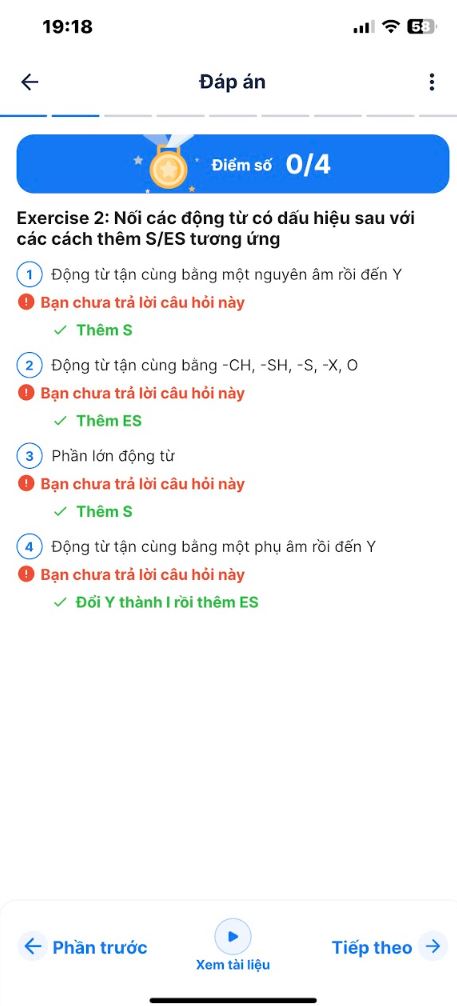 19:18
58
Đáp án
Điểm số 0/4
Exercise 2: Nối các động từ có dấu hiệu sau với
các cách thêm S/ES tương ứng
1 Động từ tận cùng bằng một nguyên âm rồi đến Y
! Bạn chưa trả lời câu hỏi này
✓ Thêm S
2 Động từ tận cùng bằng -CH, -SH, -S, -X, O
! Bạn chưa trả lời câu hỏi này
✓ Thêm ES
3 Phần lớn động từ
! Bạn chưa trả lời câu hỏi này
✓ Thêm S
4 Động từ tận cùng bằng một phụ âm rồi đến Y
! Bạn chưa trả lời câu hỏi này
✓ Đổi Y thành I rồi thêm ES
Phần trước
Xem tài liệu
Tiếp theo